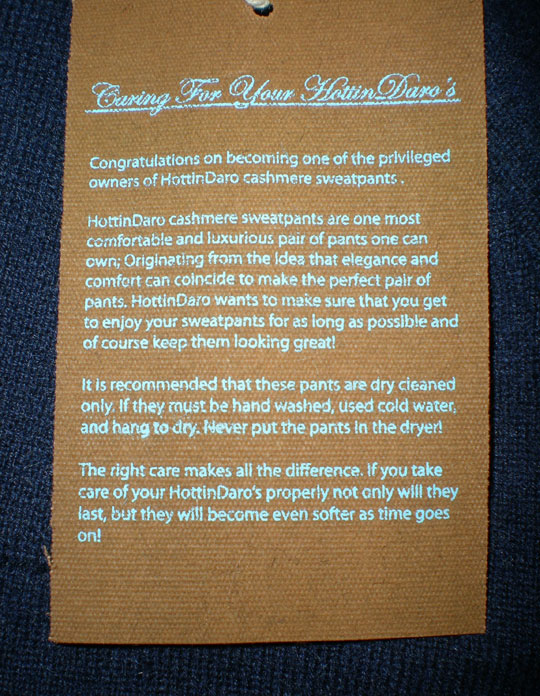 Caring For Your HottinDaro's
Congratulations on becoming one of the privileged
owners of HottinDaro cashmere sweatpants .
HottinDaro cashmere sweatpants are one most
comfortable and luxurious pair of pants one can
own; Originating from the idea that elegance and
comfort can coincide to make the perfect pair of
pants. HottinDaro wants to make sure that you get
to enjoy your sweatpants for as long as possible and
of course keep them looking great!
It is recommended that these pants are dry cleaned
only. If they must be hand washed, used cold water,
and hang to dry. Never put the pants in the dryer!
The right care makes all the difference. If you take
care of your HottinDaro's properly not only will they
last, but they will become even softer as time goes
on!